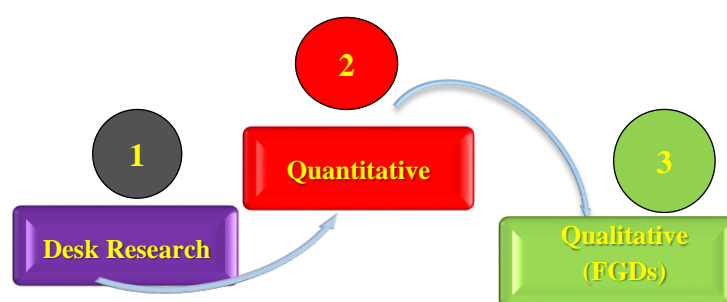 1
Desk Research
2
Quantitative
3
Qualitative
(FGDs)